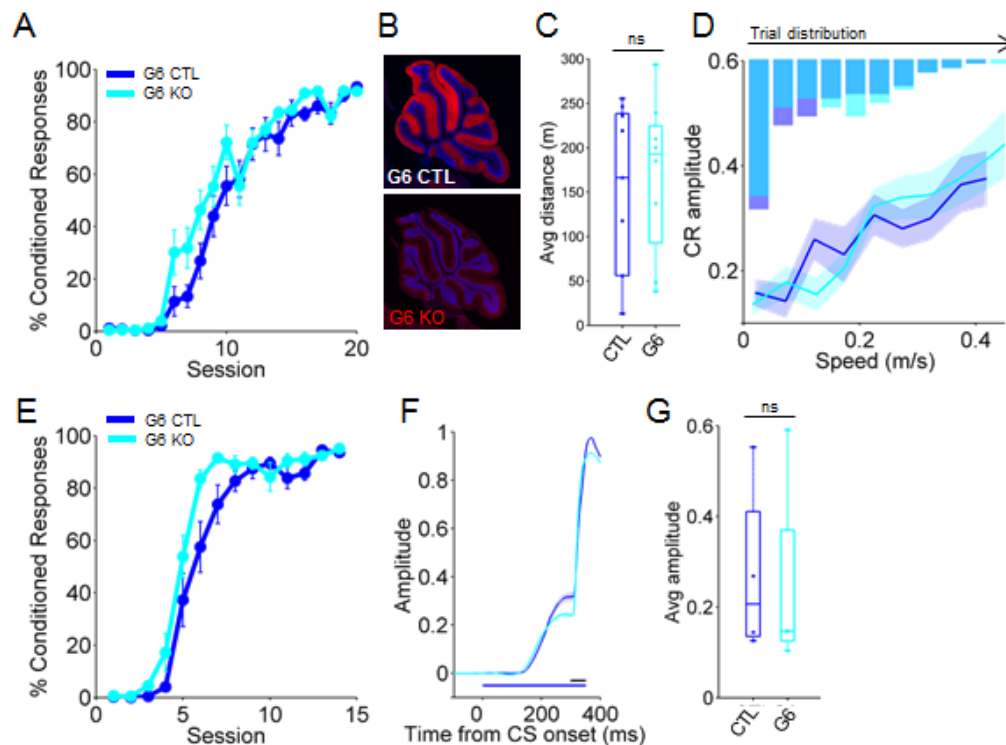 A
G6 CTL
G6 KO
% Conditioned Responses
100
80
60
40
20
0
0
10
20
Session
B
G6 CTL
G6 KO
C
ns
Avg distance (m)
300
250
200
150
100
50
0
CTL
G6
D
Trial distribution
CR amplitude
0.6
0.4
0.2
0.2
0.4
Speed (m/s)
E
G6 CTL
G6 KO
% Conditioned Responses
100
80
60
40
20
0
0
5
10
15
Session
F
Amplitude
1
0.8
0.6
0.4
0.2
0
0
200
400
Time from CS onset (ms)
G
ns
Avg amplitude
0.6
0.4
0.2
0
CTL
G6